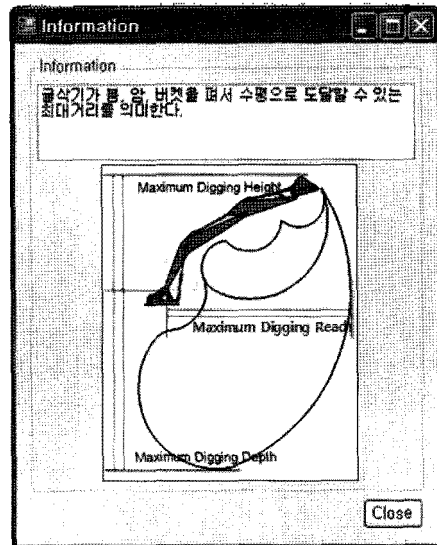 Information
Information
굴삭기가 붐, 암, 버켓을 펴서 수평으로 도달할 수 있는
최대거리를 의미한다.
Maximum Digging Height
Maximum Digging Reach
Maximum Digging Depth
Close